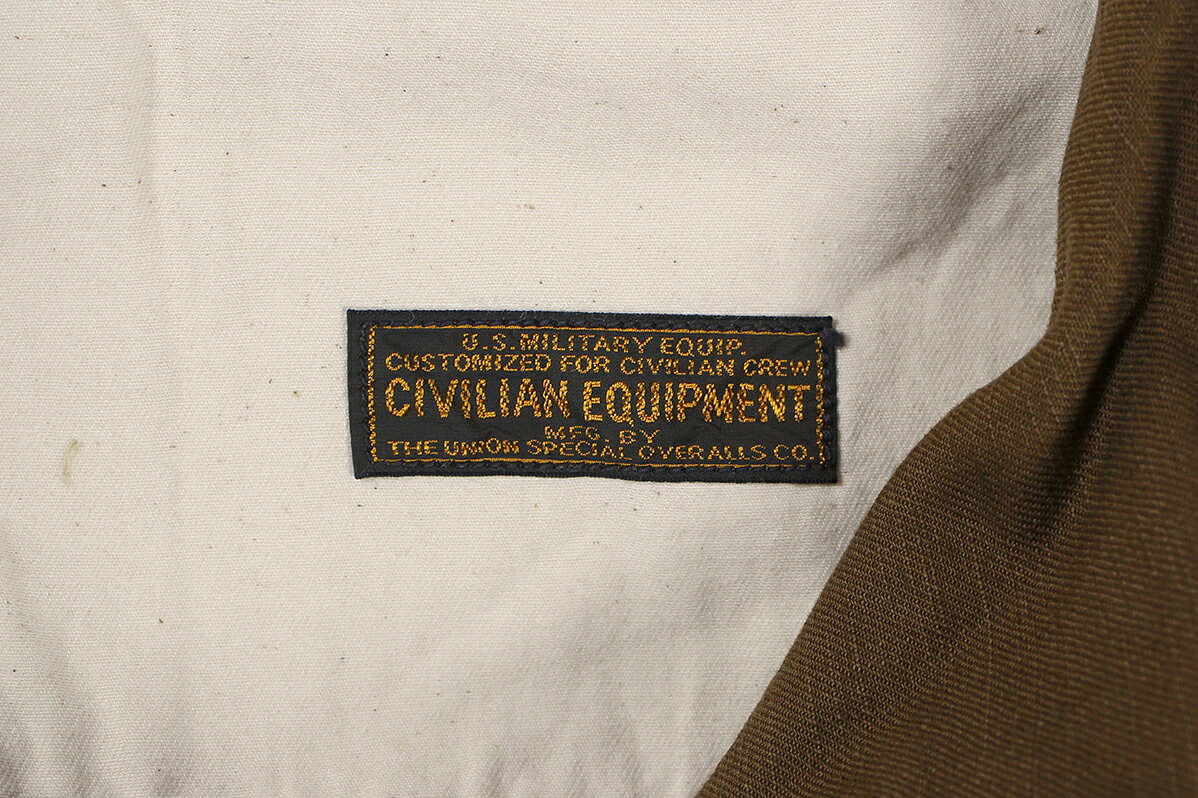 U.S.MILITARY EQUIP.
CUSTOMIZED FOR CIVILIAN CREW
CIVILIAN EQUIPMENT
MFG. BY
THE UNION SPECIAL OVERALLS CO.